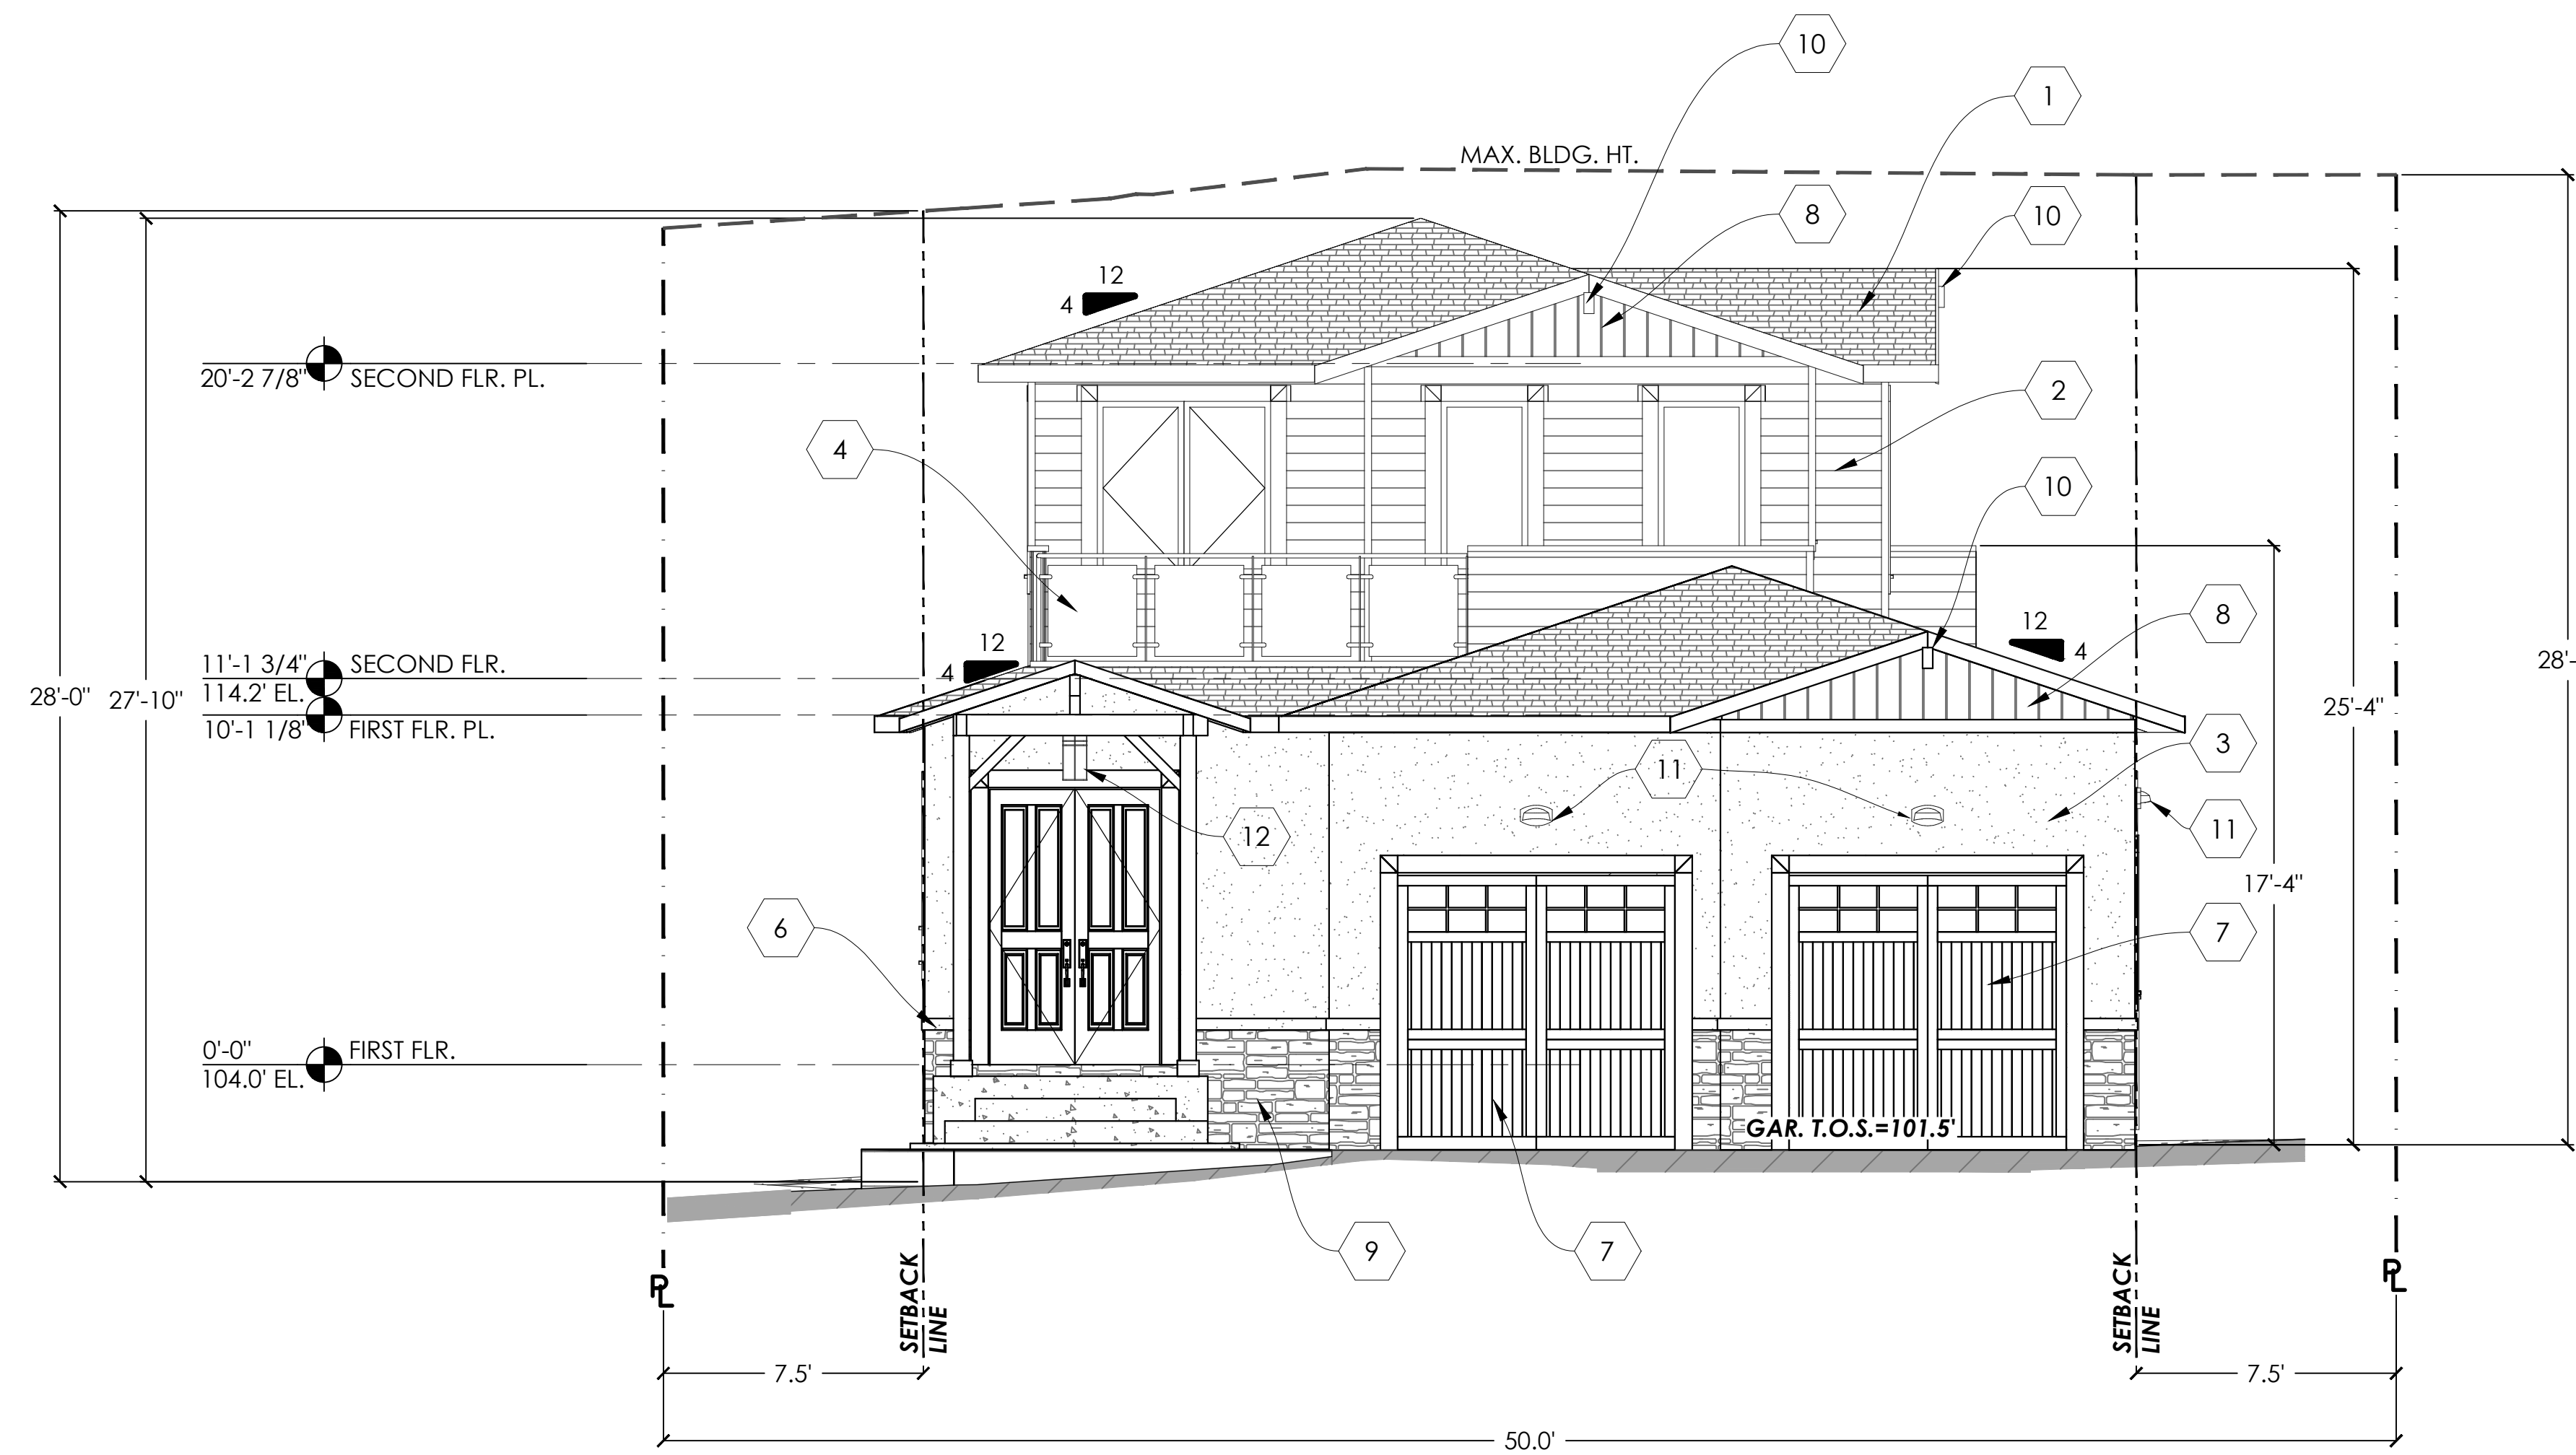 10
1
MAX. BLDG. HT.
8
10
12
4
20'-2 7/8" SECOND FLR. PL.
2
4
10
12
4
8
12
4
11'-1 3/4" SECOND FLR.
114.2' EL.
10'-1 1/8" FIRST FLR. PL.
28'-0"
27'-10"
25'-4"
28'-
3
11
11
12
17'-4"
6
7
0'-0" FIRST FLR.
104.0' EL.
GAR. T.O.S.=101.5'
9
7
PL
SETBACK
LINE
SETBACK
LINE
PL
7.5'
7.5'
50.0'